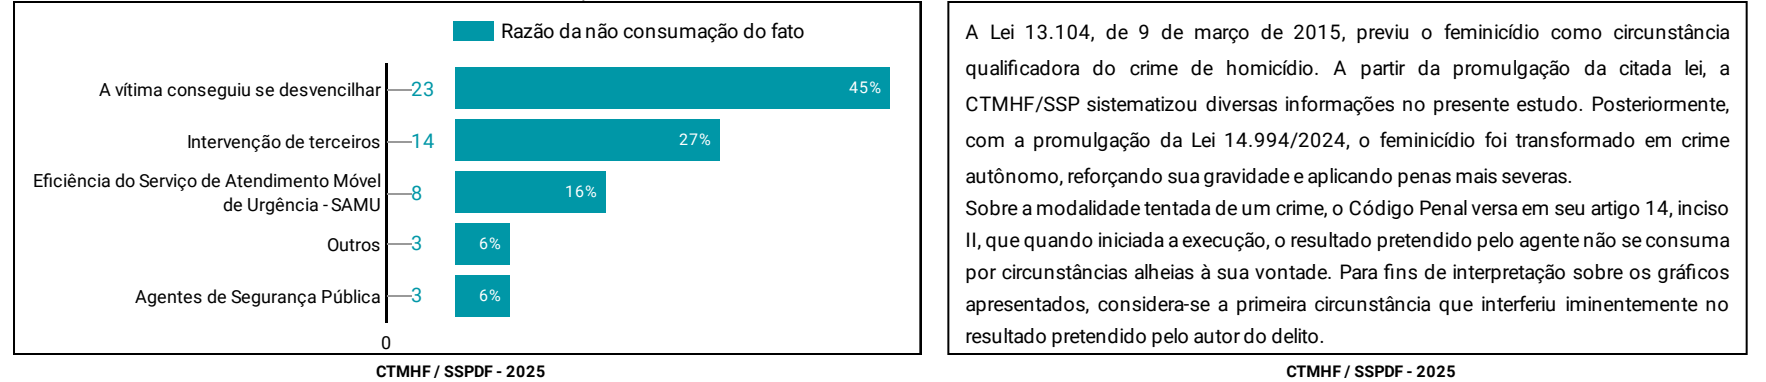 Razão da não consumação do fato
A vítima conseguiu se desvencilhar 23 45%
Intervenção de terceiros 14 27%
Eficiência do Serviço de Atendimento Móvel
de Urgência - SAMU 8 16%
Outros 3 6%
Agentes de Segurança Pública 3 6%
0
CTMHF / SSPDF - 2025
A Lei 13.104, de 9 de março de 2015, previu o feminicídio como circunstância
qualificadora do crime de homicídio. A partir da promulgação da citada lei, a
CTMHF/SSP sistematizou diversas informações no presente estudo. Posteriormente,
com a promulgação da Lei 14.994/2024, o feminicídio foi transformado em crime
autônomo, reforçando sua gravidade e aplicando penas mais severas.
Sobre a modalidade tentada de um crime, o Código Penal versa em seu artigo 14, inciso
II, que quando iniciada a execução, o resultado pretendido pelo agente não se consuma
por circunstâncias alheias à sua vontade. Para fins de interpretação sobre os gráficos
apresentados, considera-se a primeira circunstância que interferiu iminentemente no
resultado pretendido pelo autor do delito.
CTMHF / SSPDF - 2025